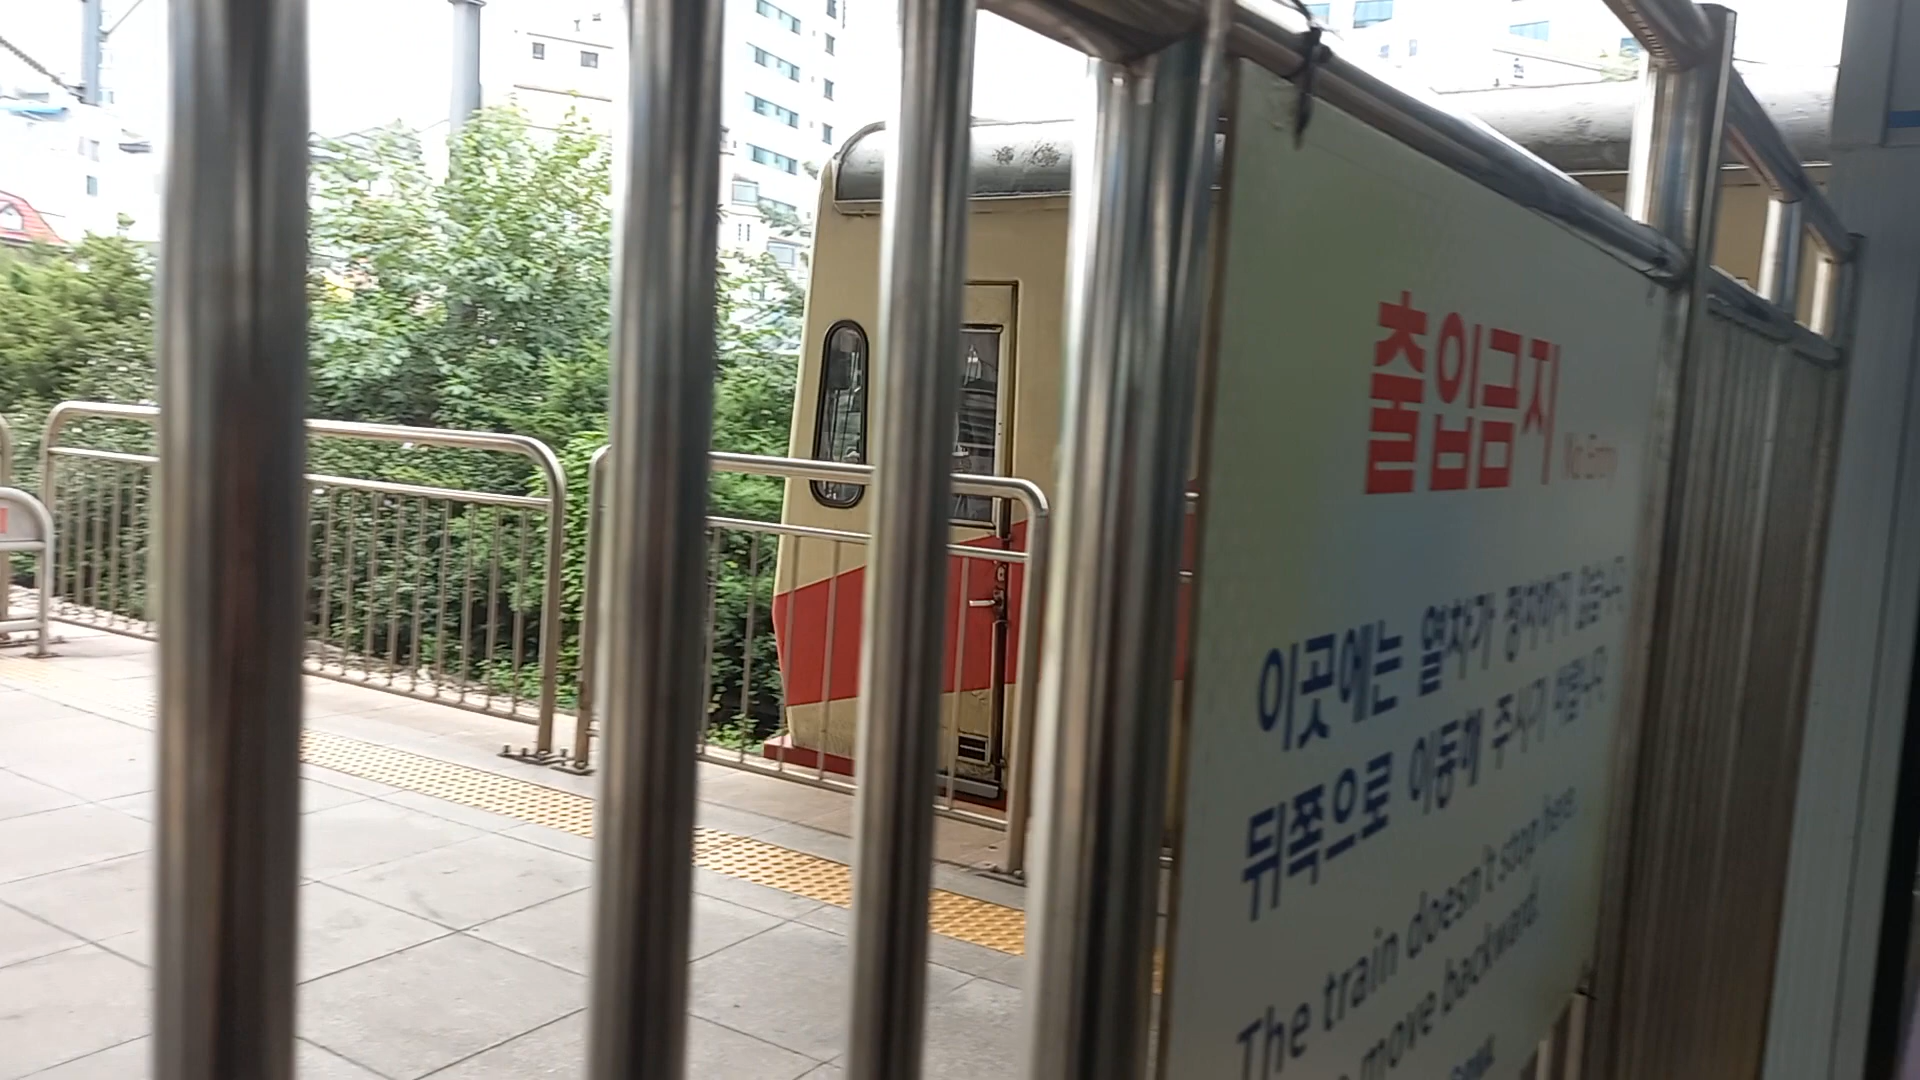 출입금지 No Entry
이곳에는 열차가 정차하지 않습니다.
뒤쪽으로 이동해 주시기 바랍니다.
The train doesn't stop here.
move backward.